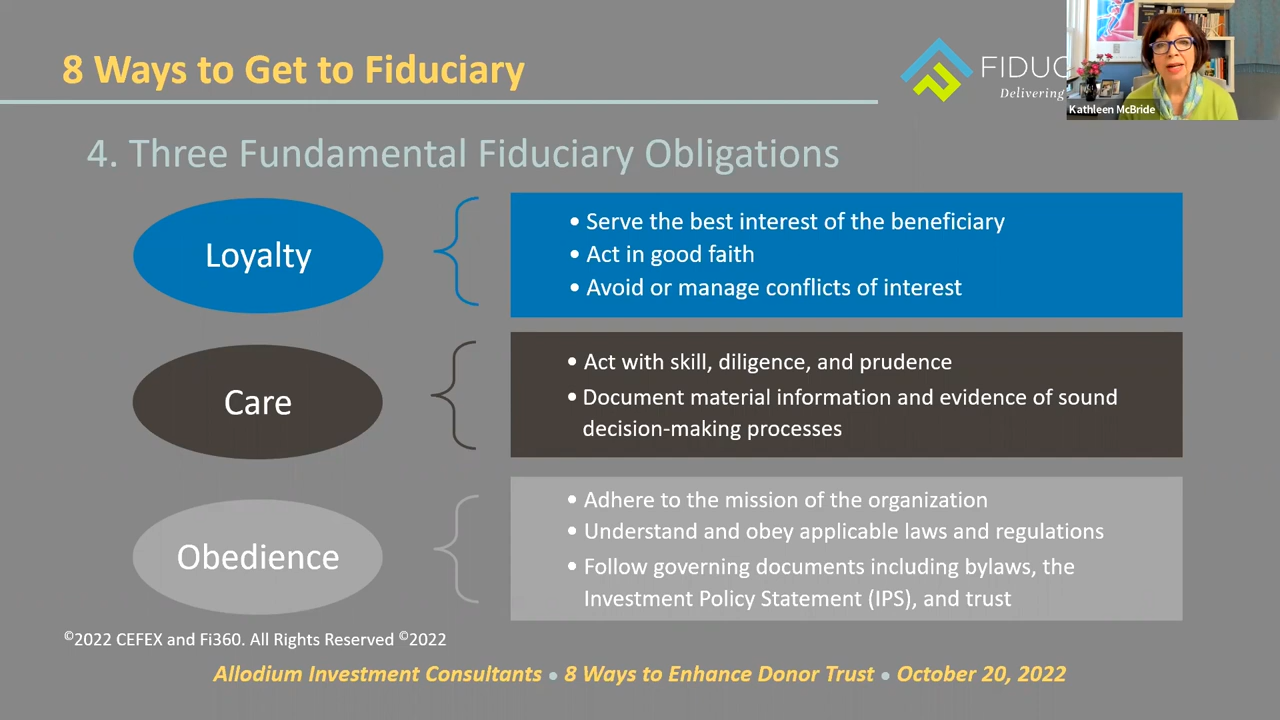 8 Ways to Get to Fiduciary
FIDUC
Delivering
Kathleen McBride
4. Three Fundamental Fiduciary Obligations
Loyalty
• Serve the best interest of the beneficiary
• Act in good faith
• Avoid or manage conflicts of interest
Care
• Act with skill, diligence, and prudence
• Document material information and evidence of sound
decision-making processes
Obedience
• Adhere to the mission of the organization
• Understand and obey applicable laws and regulations
• Follow governing documents including bylaws, the
Investment Policy Statement (IPS), and trust
©2022 CEFEX and Fi360. All Rights Reserved ©2022
Allodium Investment Consultants • 8 Ways to Enhance Donor Trust • October 20, 2022